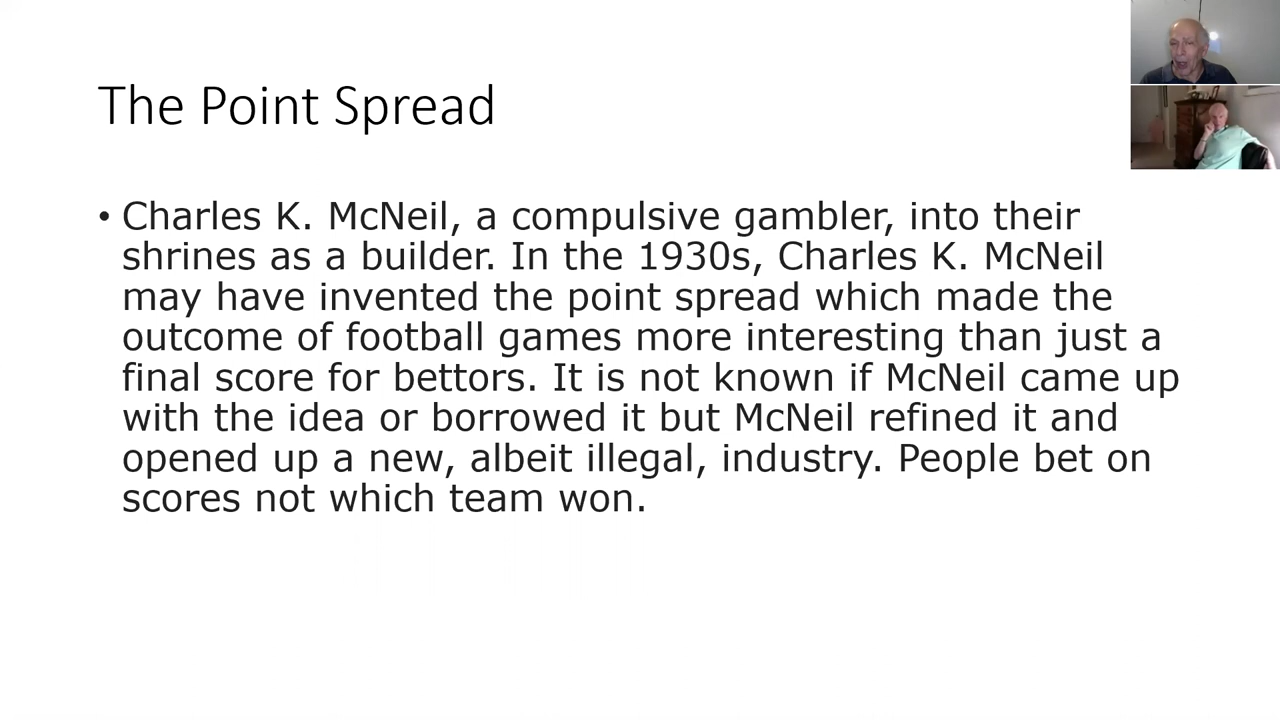 The Point Spread
• Charles K. McNeil, a compulsive gambler, into their
shrines as a builder. In the 1930s, Charles K. McNeil
may have invented the point spread which made the
outcome of football games more interesting than just a
final score for bettors. It is not known if McNeil came up
with the idea or borrowed it but McNeil refined it and
opened up a new, albeit illegal, industry. People bet on
scores not which team won.